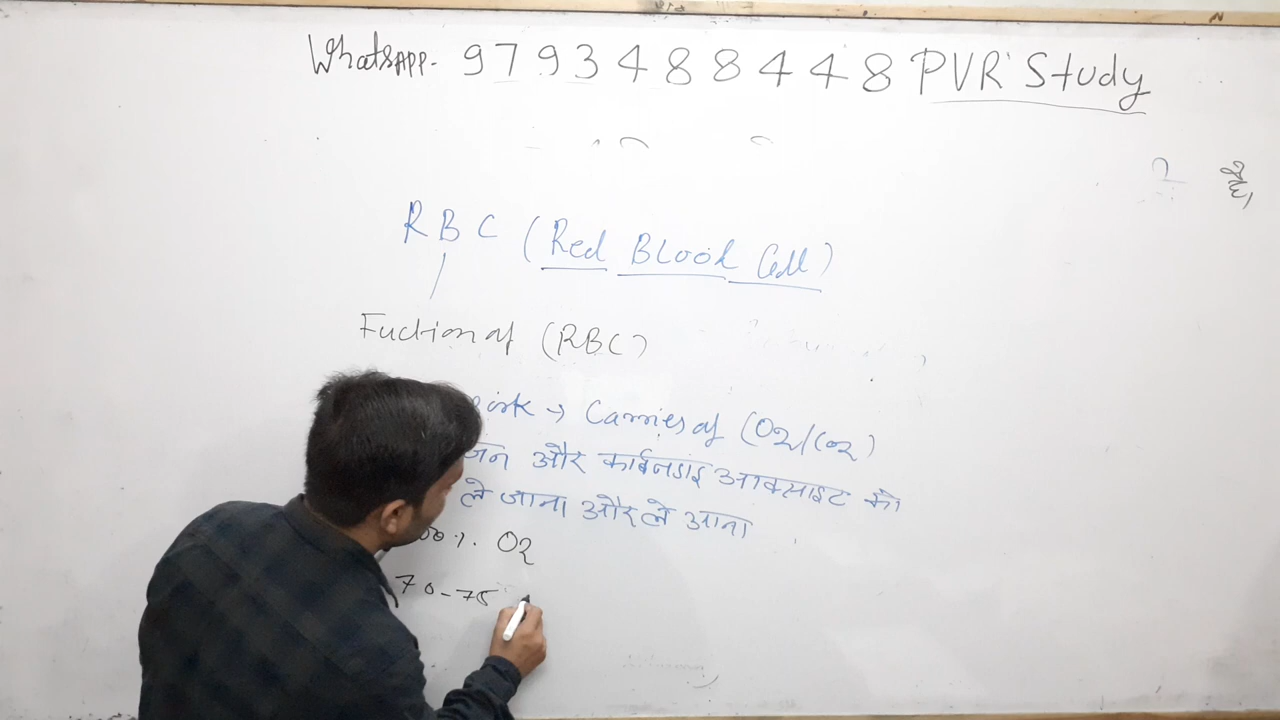 WhatsAPP- 9793488448 PVR Study
RBC (Red Blood Cell)
Fuction of (RBC)
→ Carries of (O2/CO2)
और कार्बनडाइ आक्साइट को
ले जाना और ले आना
O2
70-75